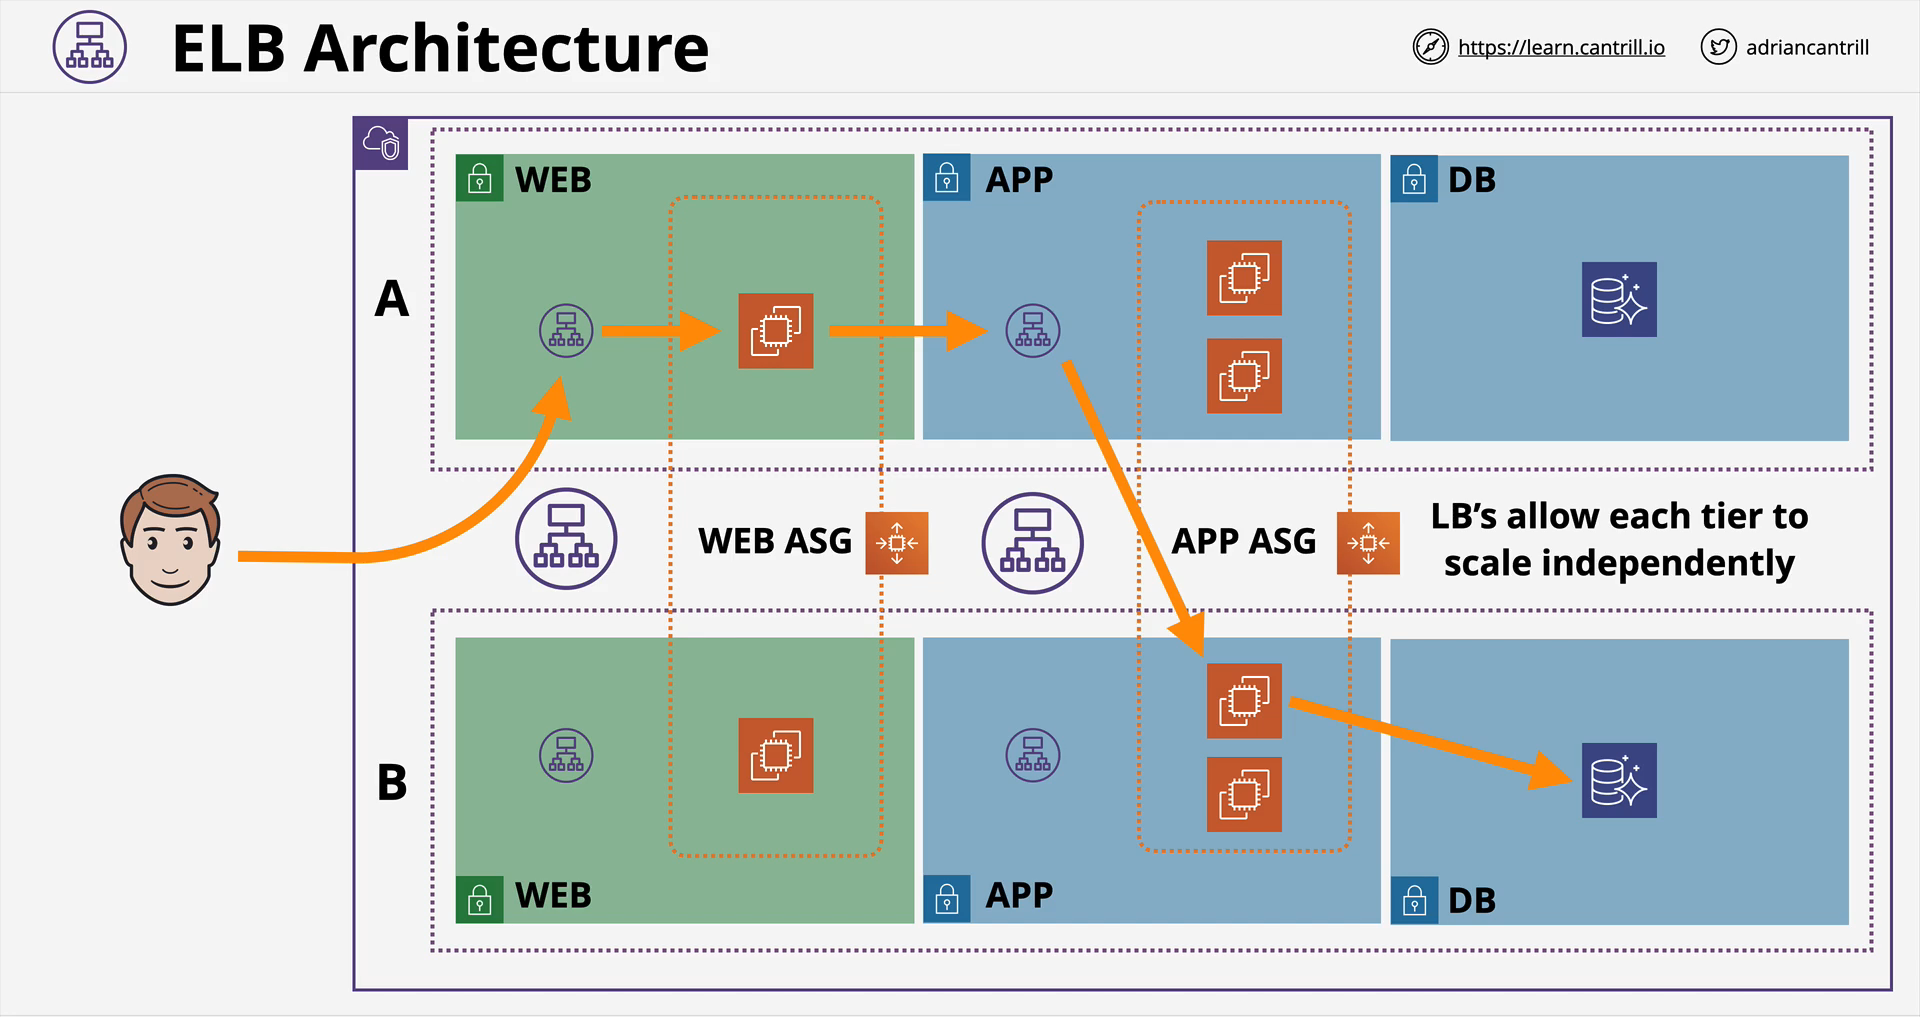 ELB Architecture
https://learn.cantrill.io
adriancantrill
WEB
APP
DB
A
WEB ASG
APP ASG
LB’s allow each tier to
scale independently
B
WEB
APP
DB